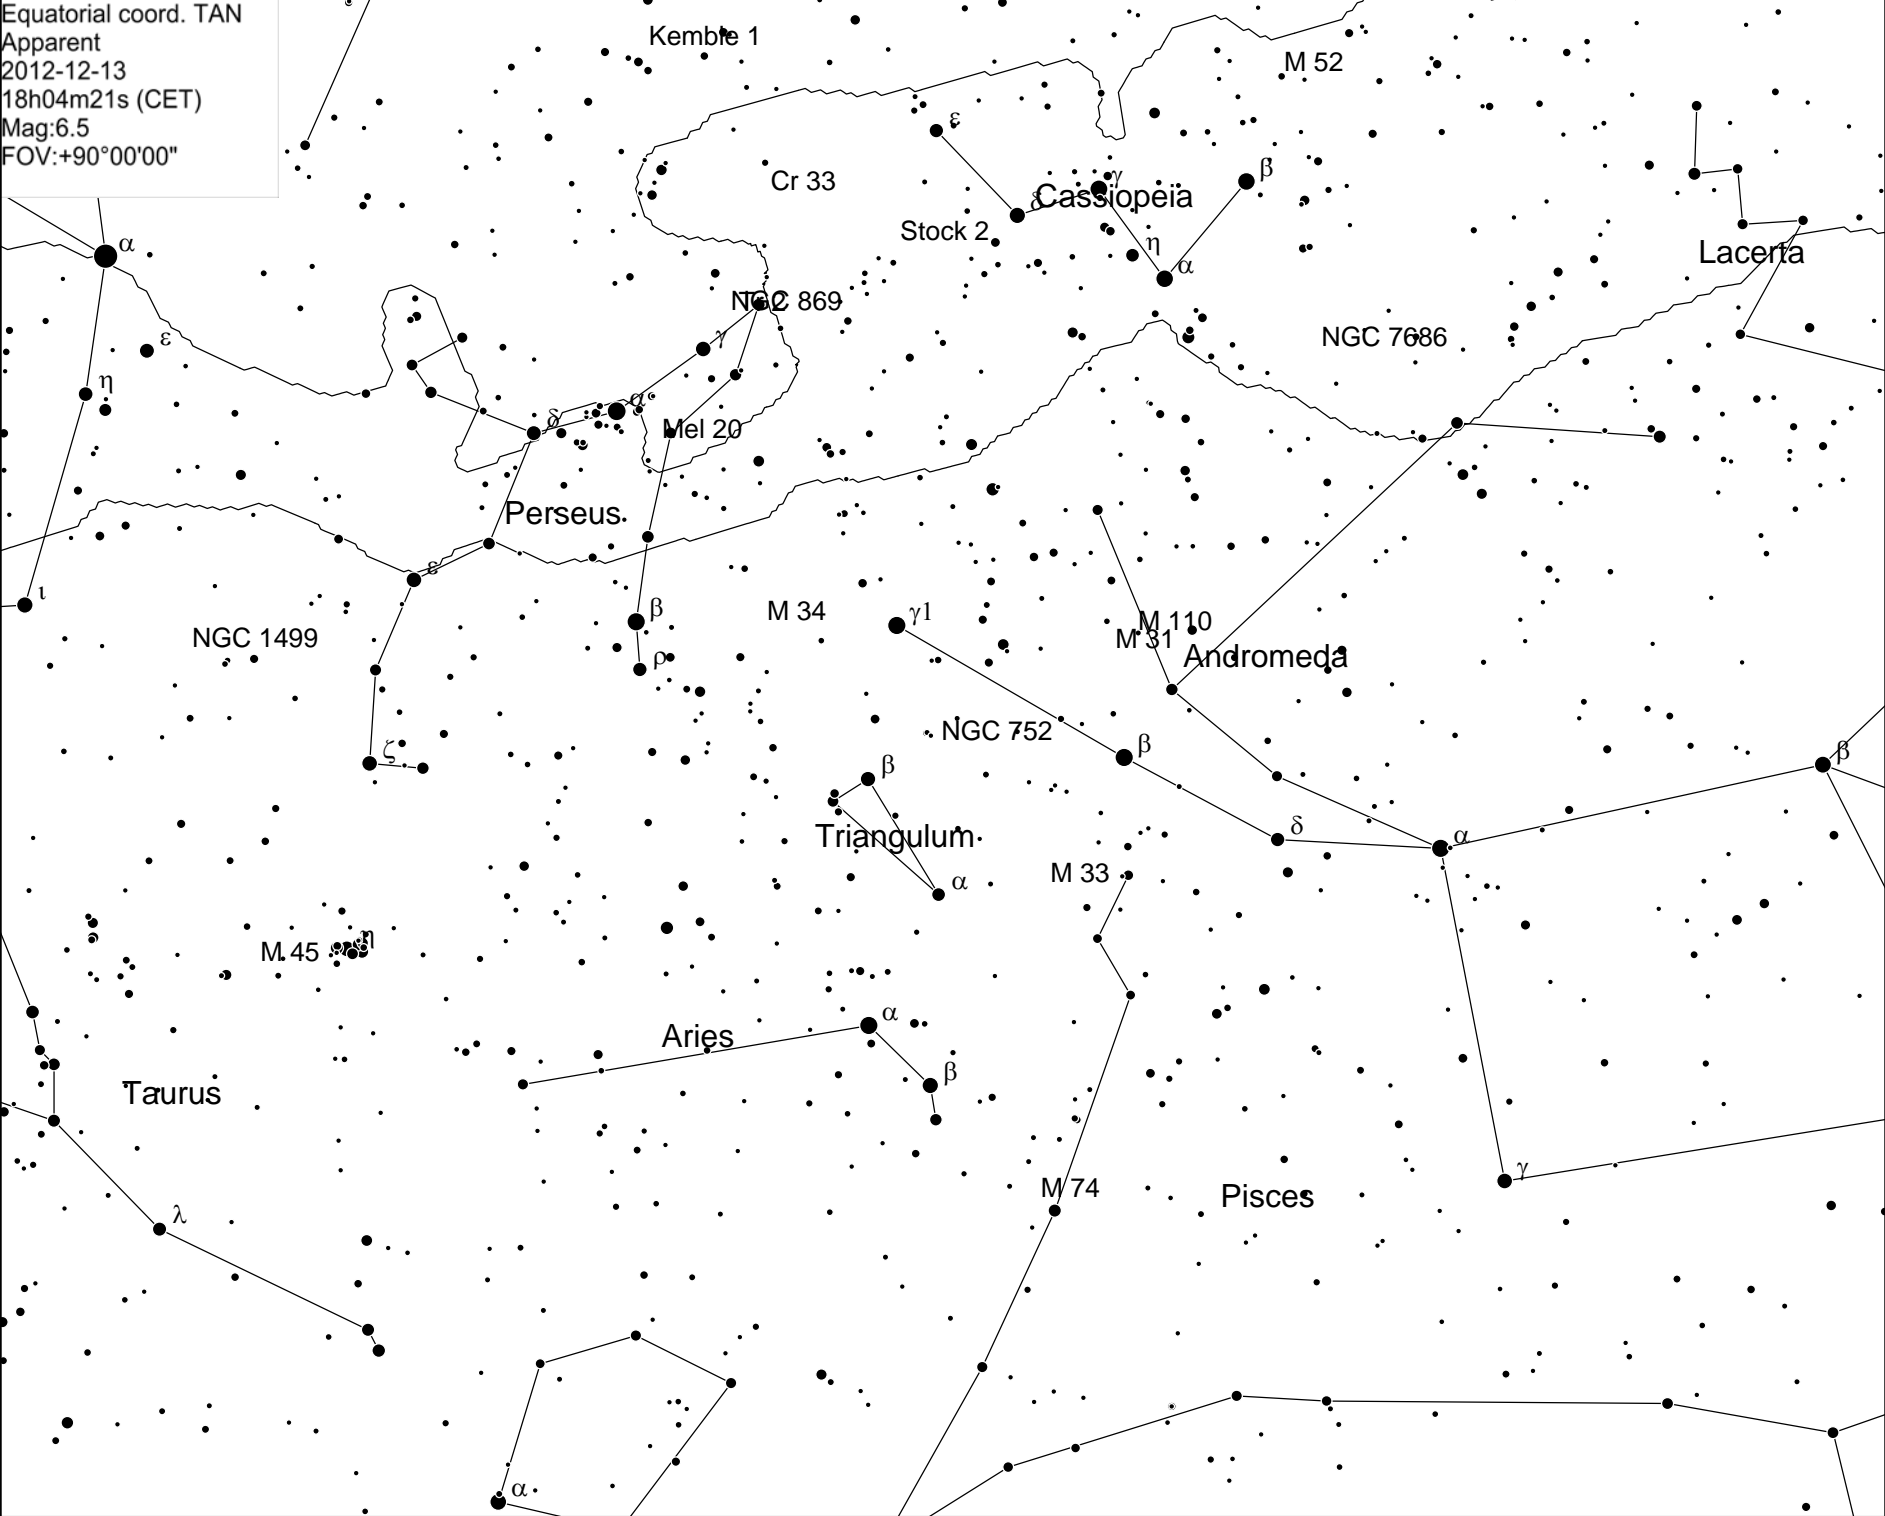 Equatorial coord. TAN
Apparent
2012-12-13
18h04m21s (CET)
Mag:6.5
FOV:+90°00'00"
Kemble 1
M 52
ε
Cr 33
γ
β
Cassiopeia
δ
Stock 2
η
α
Lacerta
α
NGC 869
NGC 7686
ε
γ
η
α
δ
Mel 20
Perseus
ε
ι
β
M 34
γ1
M 110
M 31
NGC 1499
Andromeda
ρ
NGC 752
β
ζ
β
β
Triangulum
δ
α
M 33
α
M 45
η
Aries
α
β
Taurus
γ
M 74
Pisces
λ
α